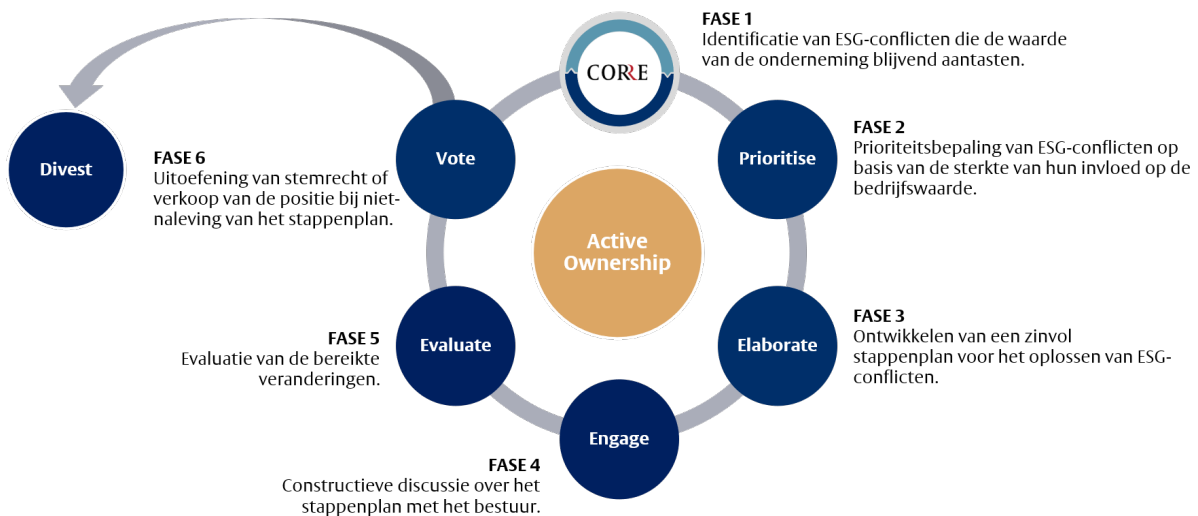 FASE 1
Identificatie van ESG-conflicten die de waarde
van de onderneming blijvend aantasten.
CORRE
FASE 2
Prioriteitsbepaling van ESG-conflicten op
basis van de sterkte van hun invloed op de
bedrijfswaarde.
Prioritise
Vote
Divest
FASE 6
Uitoefening van stemrecht of
verkoop van de positie bij niet-
naleving van het stappenplan.
Active
Ownership
FASE 3
Ontwikkelen van een zinvol
stappenplan voor het oplossen van ESG-
conflicten.
Elaborate
Evaluate
FASE 5
Evaluatie van de bereikte
veranderingen.
Engage
FASE 4
Constructieve discussie over het
stappenplan met het bestuur.